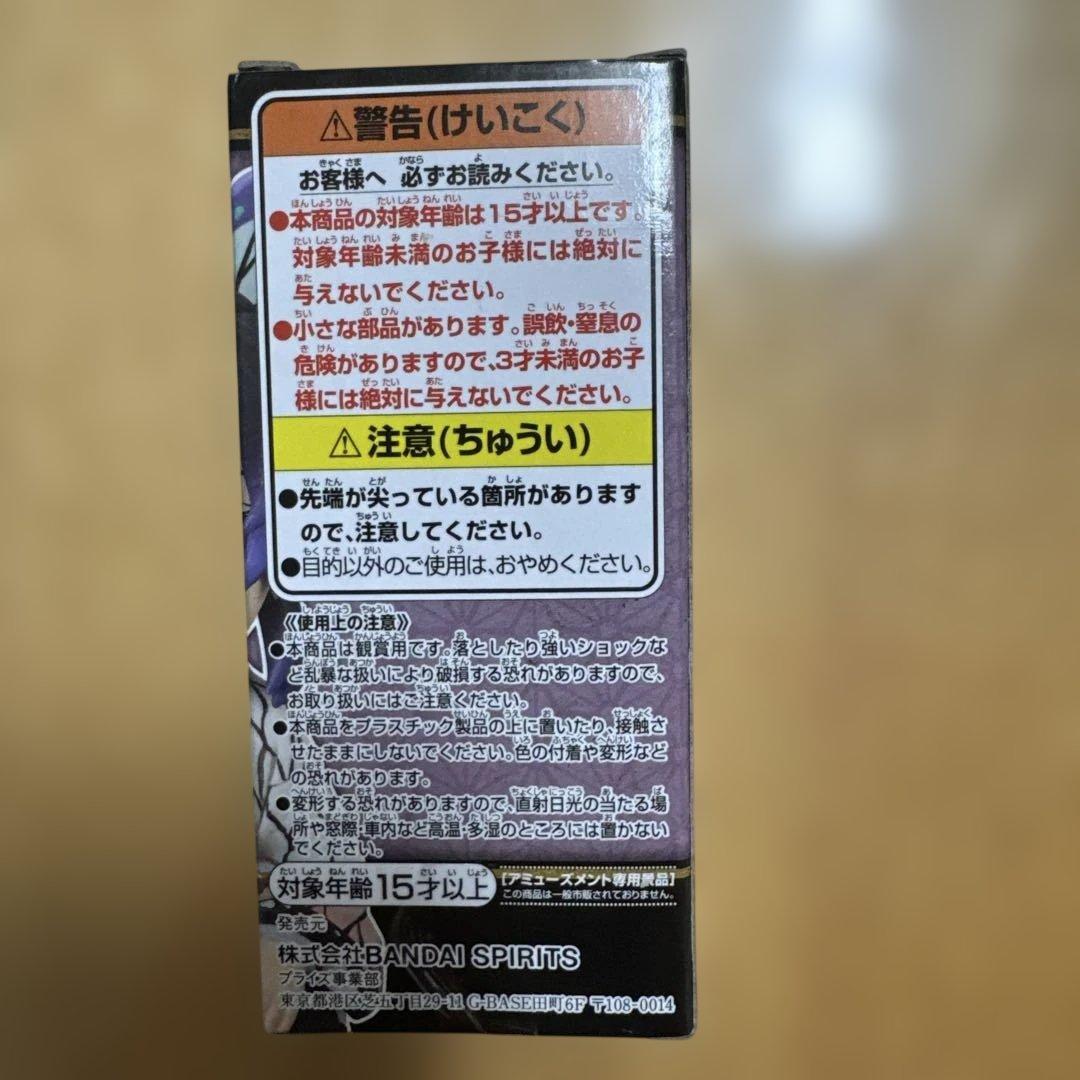 ⚠警告(けいこく)
お客様へ 必ずお読みください。
●本商品の対象年齢は15才以上です。
対象年齢未満のお子様には絶対に
与えないでください。
●小さな部品があります。誤飲・窒息の
危険がありますので、3才未満のお子
様には絶対に与えないでください。
⚠注意(ちゅうい)
●先端が尖っている箇所があります
ので、注意してください。
●目的以外のご使用は、おやめください。
《使用上の注意》
●本商品は観賞用です。落としたり強いショックな
ど乱暴な扱いにより破損する恐れがありますので、
お取り扱いにはご注意ください。
●本商品をプラスチック製品の上に置いたり、接触さ
せたままにしないでください。色の付着や変形など
の恐れがあります。
●変形する恐れがありますので、直射日光の当たる場
所や窓際・車内など高温・多湿のところには置かない
でください。
対象年齢15才以上
[アミューズメント専用景品]
この商品は一般市販されておりません。
発売元
株式会社BANDAI SPIRITS
プライズ事業部
東京都港区芝五丁目29-11 G-BASE田町6F 〒108-0014